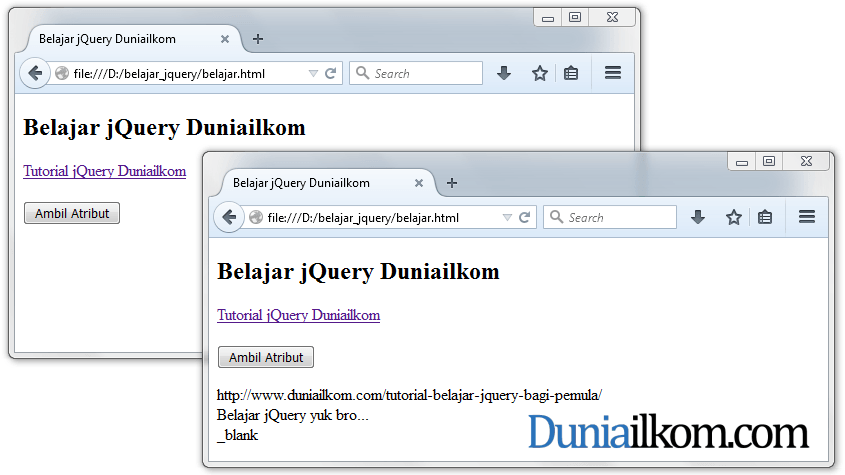 Belajar jQuery Duniailkom
file:///D:/belajar_jquery/belajar.html
Search
Belajar jQuery Duniailkom
Tutorial jQuery Duniailkom
Ambil Atribut
Belajar jQuery Duniailkom
file:///D:/belajar_jquery/belajar.html
Search
Belajar jQuery Duniailkom
Tutorial jQuery Duniailkom
Ambil Atribut
http://www.duniailkom.com/tutorial-belajar-jquery-bagi-pemula/
Belajar jQuery yuk bro...
_blank
Duniailkom.com